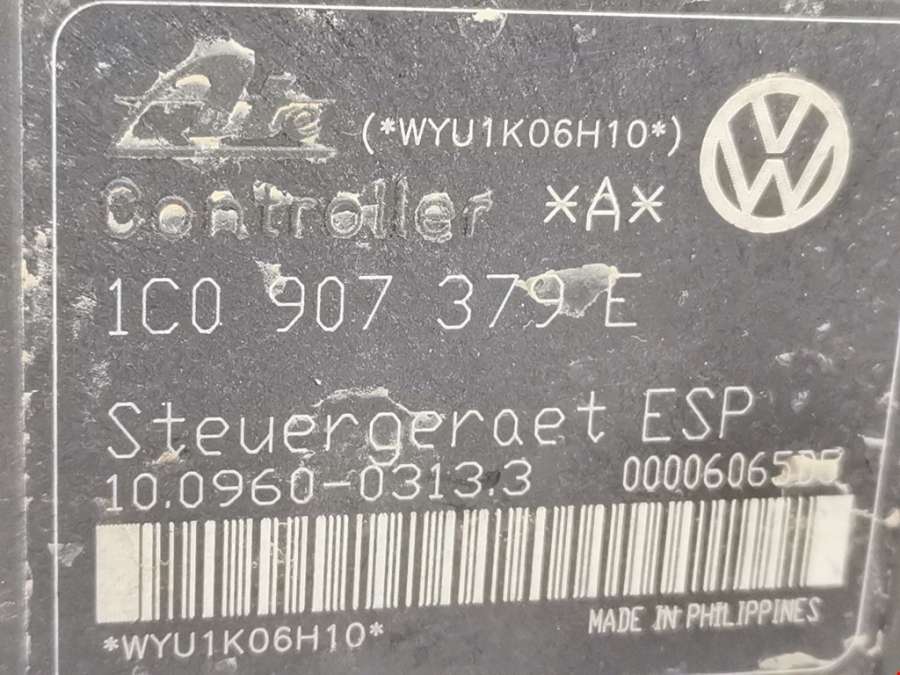 (*WYU1K06H10*)
Controller *A*
1C0 907 379 E
Steuergeraet ESP
10.0960-0313.3
*WYU1K06H10*
MADE IN PHILIPPINES